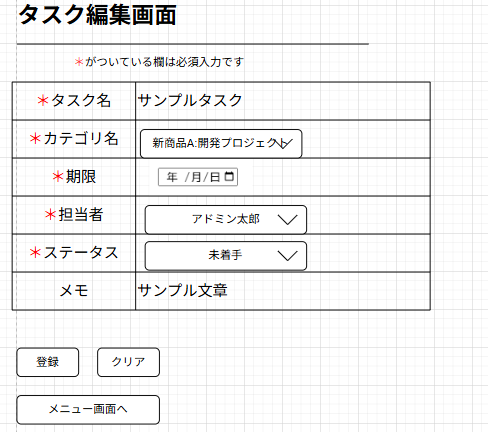 タスク編集画面
＊がついている欄は必須入力です
＊タスク名 サンプルタスク
＊カテゴリ名 新商品A:開発プロジェクト
＊期限 年 /月/日
＊担当者 アドミン太郎
＊ステータス 未着手
メモ サンプル文章
登録 クリア
メニュー画面へ